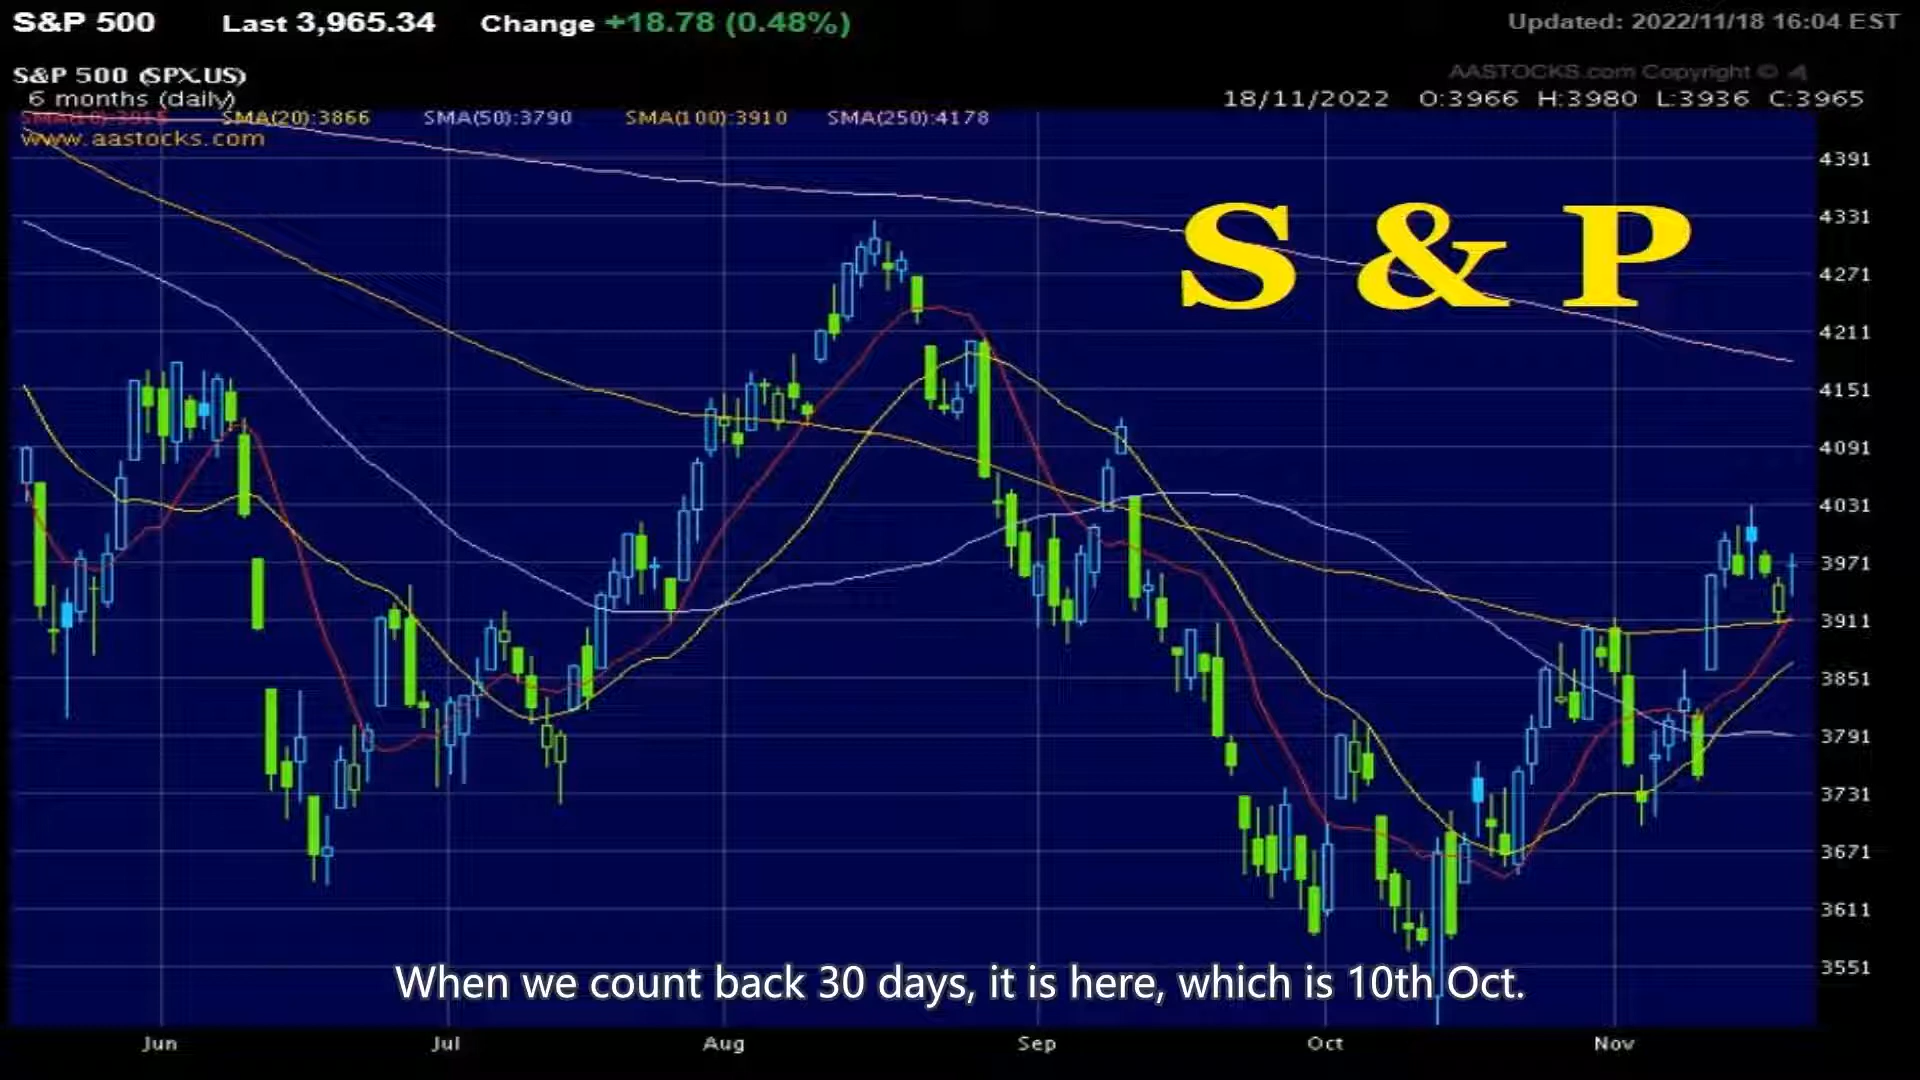 S&P 500 Last 3,965.34 Change +18.78 (0.48%) Updated: 2022/11/18 16:04 EST
S&P 500 (SPX.US) AASTOCKS.com Copyright ©
6 months (daily) 18/11/2022 O:3966 H:3980 L:3936 C:3965
SMA(10):3915 SMA(20):3866 SMA(50):3790 SMA(100):3910 SMA(250):4178
www.aastocks.com
S & P
4391
4331
4271
4211
4151
4091
4031
3971
3911
3851
3791
3731
3671
3611
3551
When we count back 30 days, it is here, which is 10th Oct.
Jun Jul Aug Sep Oct Nov